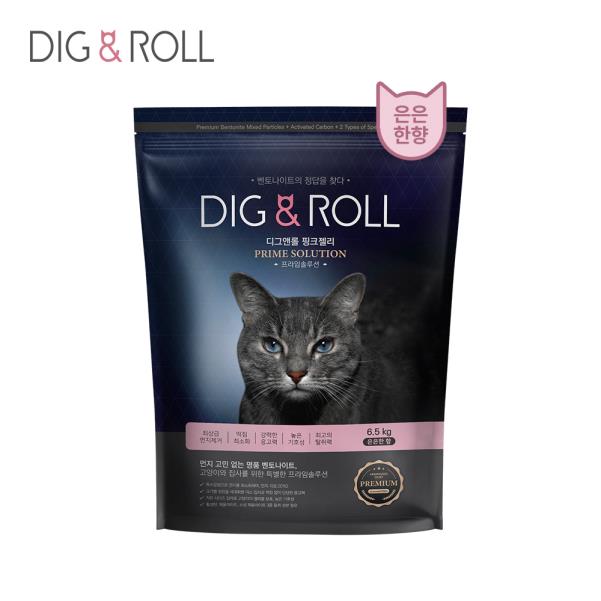 DIG & ROLL
은은
한향
Premium Bentonite Mixed Particles + Activated Carbon + 2 Types of
- 벤토나이트의 정답을 찾다 -
DIG & ROLL
디그앤롤 핑크젤리
PRIME SOLUTION
프라임솔루션
최상급 먼지제거
떡짐 최소화
강력한 응고력
높은 기호성
최고의 탈취력
6.5 kg
은은한 향
먼지 고민 없는 명품 벤토나이트,
고양이와 집사를 위한 특별한 프라임솔루션
PREMIUM